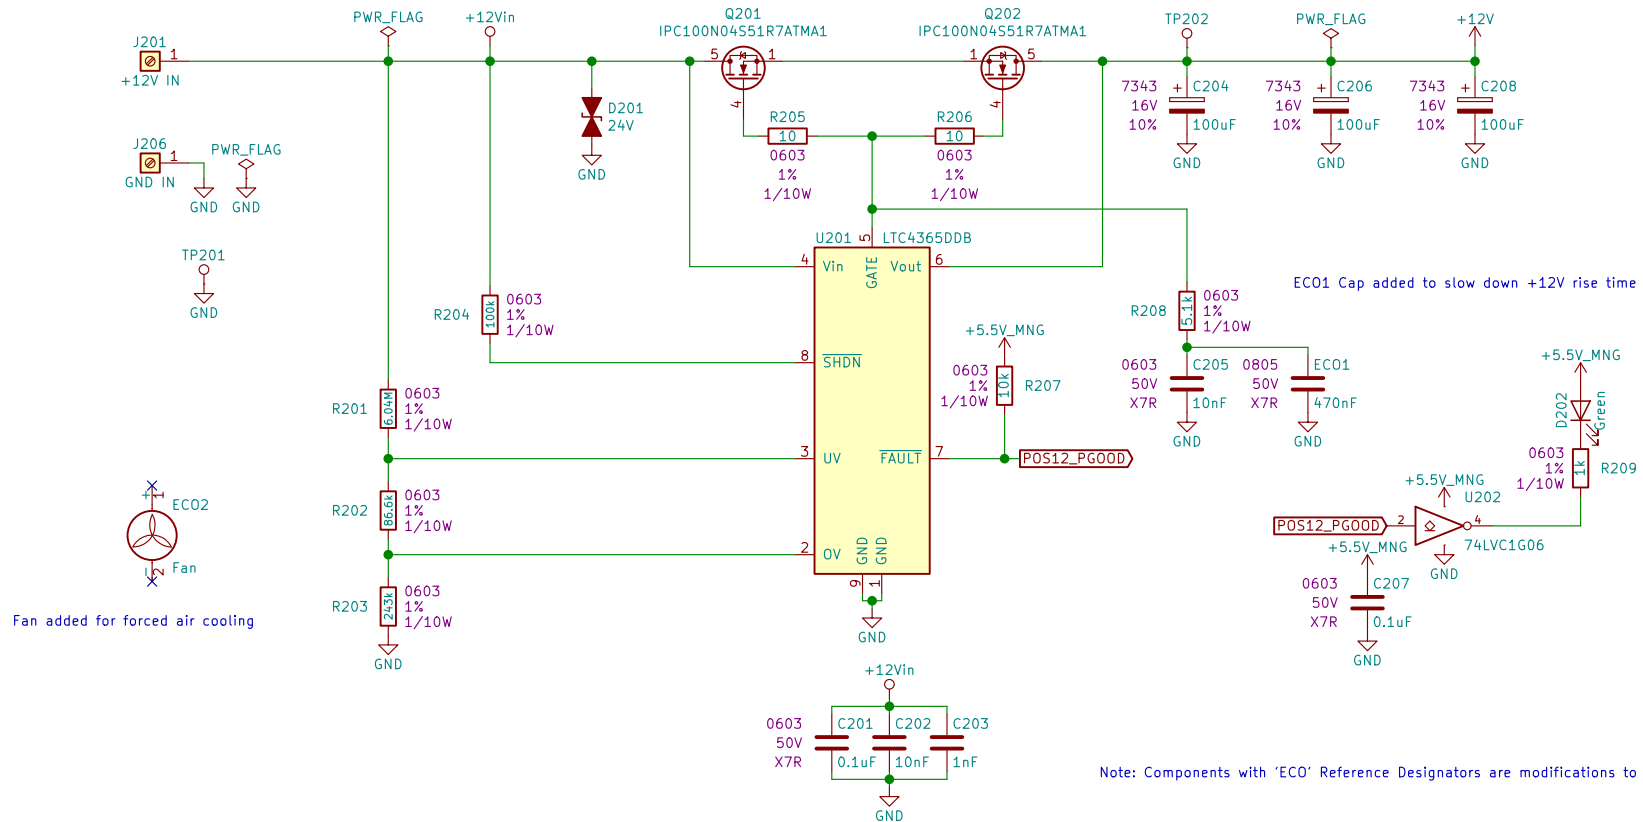 PWR_FLAG
+12Vin
Q201
IPC100N04S51R7ATMA1
Q202
IPC100N04S51R7ATMA1
TP202
PWR_FLAG
+12V
J201
1
+12V IN
5
1
4
1
5
4
D201
24V
GND
R205
10
0603
1%
1/10W
R206
10
0603
1%
1/10W
7343
16V
10%
C204
100uF
GND
7343
16V
10%
C206
100uF
GND
7343
16V
10%
C208
100uF
GND
J206
1
GND IN
GND
PWR_FLAG
GND
TP201
GND
U201
LTC4365DDB
5
GATE
4
Vin
Vout
6
8
SHDN
3
UV
FAULT
7
2
OV
GND
GND
9
1
GND
R204
100k
0603
1%
1/10W
R201
6.04M
0603
1%
1/10W
R202
86.6k
0603
1%
1/10W
R203
243k
0603
1%
1/10W
GND
+5.5V_MNG
0603
1%
1/10W
10k
R207
POS12_PGOOD
ECO1 Cap added to slow down +12V rise time
R208
5.1k
0603
1%
1/10W
0603
50V
X7R
C205
10nF
GND
0805
50V
X7R
ECO1
470nF
GND
+5.5V_MNG
D202
Green
0603
1%
1/10W
1k
R209
+5.5V_MNG
U202
POS12_PGOOD
2
4
74LVC1G06
GND
+5.5V_MNG
0603
50V
X7R
C207
0.1uF
GND
+
1
ECO2
-
2
Fan
Fan added for forced air cooling
+12Vin
0603
50V
X7R
C201
0.1uF
C202
10nF
C203
1nF
GND
Note: Components with 'ECO' Reference Designators are modifications to